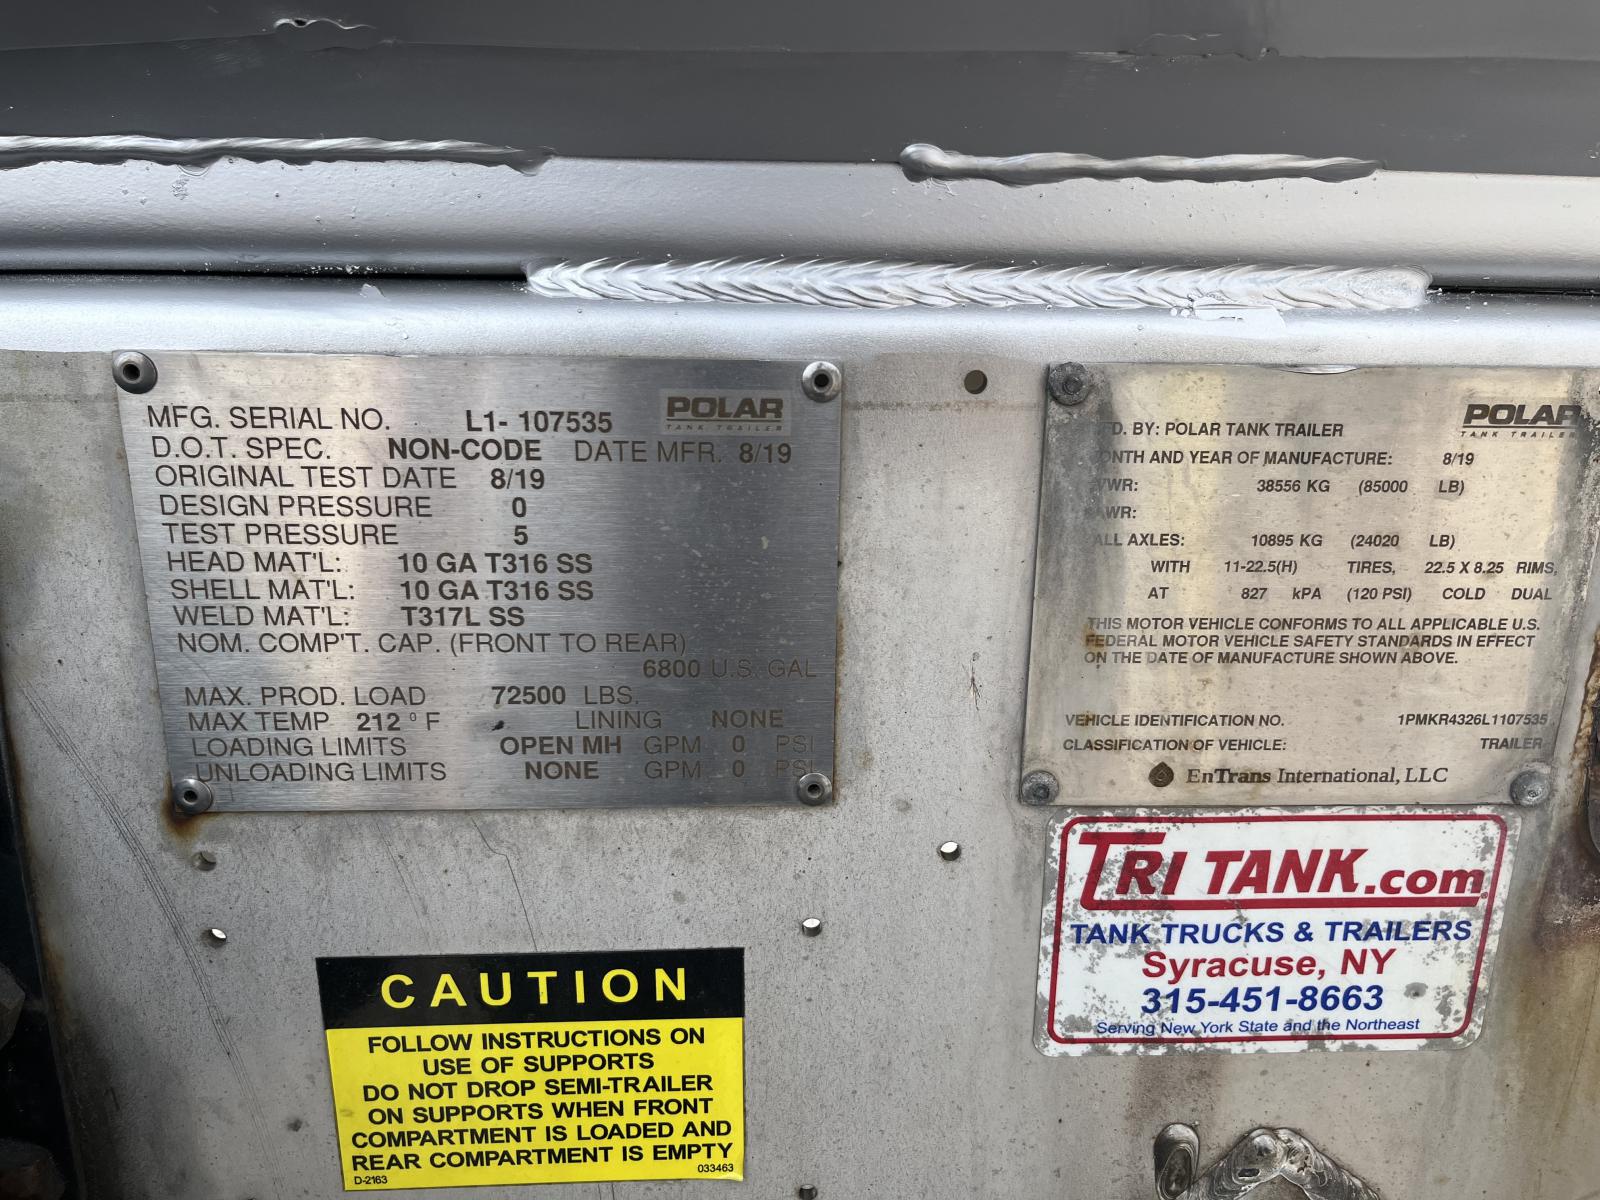 POLAR
TANK TRAILER
MFG. SERIAL NO. L1- 107535
D.O.T. SPEC. NON-CODE DATE MFR. 8/19
ORIGINAL TEST DATE 8/19
DESIGN PRESSURE 0
TEST PRESSURE 5
HEAD MAT'L: 10 GA T316 SS
SHELL MAT'L: 10 GA T316 SS
WELD MAT'L: T317L SS
NOM. COMP'T. CAP. (FRONT TO REAR)
6800 U.S. GAL
MAX. PROD. LOAD 72500 LBS.
MAX TEMP 212 ° F LINING NONE
LOADING LIMITS OPEN MH GPM 0 PSI
UNLOADING LIMITS NONE GPM 0 PSI
POLAR
TANK TRAILER
D. BY: POLAR TANK TRAILER
ONTH AND YEAR OF MANUFACTURE: 8/19
VWR: 38556 KG (85000 LB)
AWR:
ALL AXLES: 10895 KG (24020 LB)
WITH 11-22.5(H) TIRES, 22.5 X 8.25 RIMS,
AT 827 kPA (120 PSI) COLD DUAL
THIS MOTOR VEHICLE CONFORMS TO ALL APPLICABLE U.S.
FEDERAL MOTOR VEHICLE SAFETY STANDARDS IN EFFECT
ON THE DATE OF MANUFACTURE SHOWN ABOVE.
VEHICLE IDENTIFICATION NO. 1PMKR4326L1107535
CLASSIFICATION OF VEHICLE: TRAILER
EnTrans International, LLC
TRI TANK.com
TANK TRUCKS & TRAILERS
Syracuse, NY
315-451-8663
Serving New York State and the Northeast
CAUTION
FOLLOW INSTRUCTIONS ON
USE OF SUPPORTS
DO NOT DROP SEMI-TRAILER
ON SUPPORTS WHEN FRONT
COMPARTMENT IS LOADED AND
REAR COMPARTMENT IS EMPTY
D-2163 033463